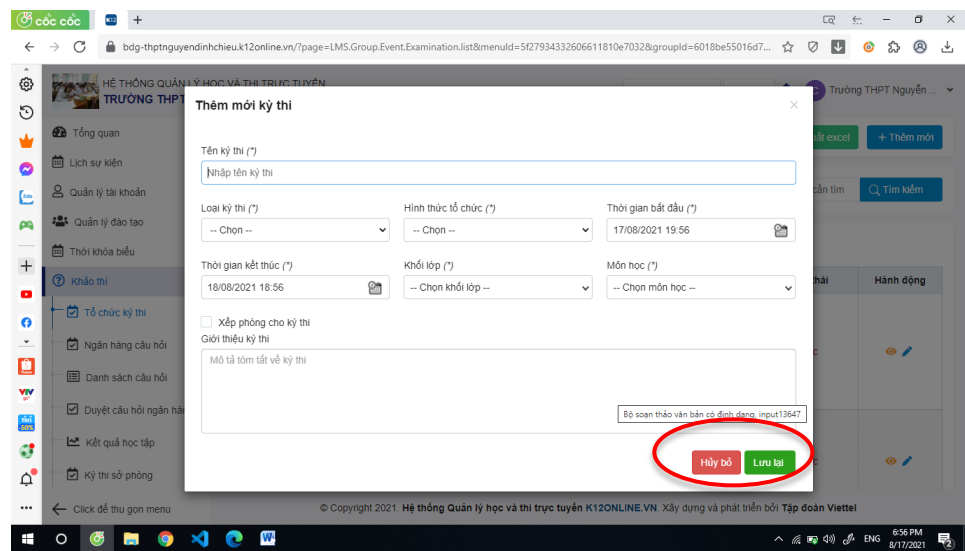 cốc cốc K12
bdg-thptnguyendinhchieu.k12online.vn/?page=LMS.Group.Event.Examination.list&menuId=5f27934332606611810e7032&groupId=6018be55016d7...
HỆ THỐNG QUẢN LÝ HỌC VÀ THI TRỰC TUYẾN
TRƯỜNG THPT
Trường THPT Nguyễn ...
Thêm mới kỳ thi
Tổng quan
xuất excel
+ Thêm mới
Tên kỳ thi (*)
Nhập tên kỳ thi
Lịch sự kiện
Quản lý tài khoản
cần tìm
Tìm kiếm
Loại kỳ thi (*) Hình thức tổ chức (*) Thời gian bắt đầu (*)
-- Chọn -- -- Chọn -- 17/08/2021 19:56
Quản lý đào tạo
Thời khóa biểu
Thời gian kết thúc (*) Khối lớp (*) Môn học (*)
18/08/2021 18:56 -- Chọn khối lớp -- -- Chọn môn học --
Khảo thí
thái Hành động
Tổ chức kỳ thi
Xếp phòng cho kỳ thi
Giới thiệu kỳ thi
Mô tả tóm tắt về kỳ thi
Ngân hàng câu hỏi
Danh sách câu hỏi
Duyệt câu hỏi ngân hàn
Bộ soạn thảo văn bản có định dạng, input13647
Kết quả học tập
Hủy bỏ Lưu lại
Kỳ thi sở phòng
Click để thu gọn menu
© Copyright 2021. Hệ thống Quản lý học và thi trực tuyến K12ONLINE.VN. Xây dựng và phát triển bởi Tập đoàn Viettel
ENG
6:56 PM
8/17/2021